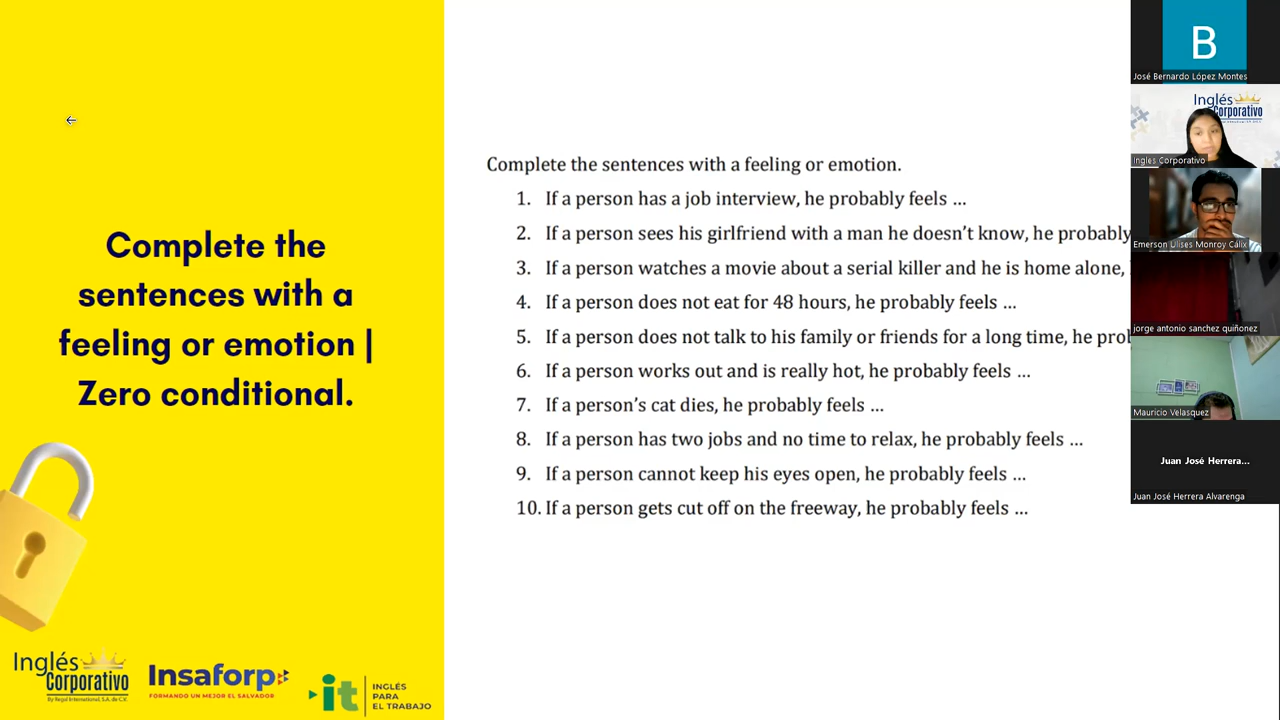 Complete the
sentences with a
feeling or emotion |
Zero conditional.
Inglés
Corporativo
By Regal International, S.A. de C.V.
Insaforp
FORMANDO UN MEJOR EL SALVADOR
it
INGLÉS
PARA
EL TRABAJO
Complete the sentences with a feeling or emotion.
1. If a person has a job interview, he probably feels ...
2. If a person sees his girlfriend with a man he doesn't know, he probably
3. If a person watches a movie about a serial killer and he is home alone,
4. If a person does not eat for 48 hours, he probably feels ...
5. If a person does not talk to his family or friends for a long time, he prob
6. If a person works out and is really hot, he probably feels ...
7. If a person's cat dies, he probably feels ...
8. If a person has two jobs and no time to relax, he probably feels ...
9. If a person cannot keep his eyes open, he probably feels ...
10. If a person gets cut off on the freeway, he probably feels ...
B
José Bernardo López Montes
Inglés
Corporativo
Ingles Corporativo
Emerson Ulises Monroy Cálix
jorge antonio sanchez quiñonez
Mauricio Velasquez
Juan José Herrera...
Juan José Herrera Alvarenga